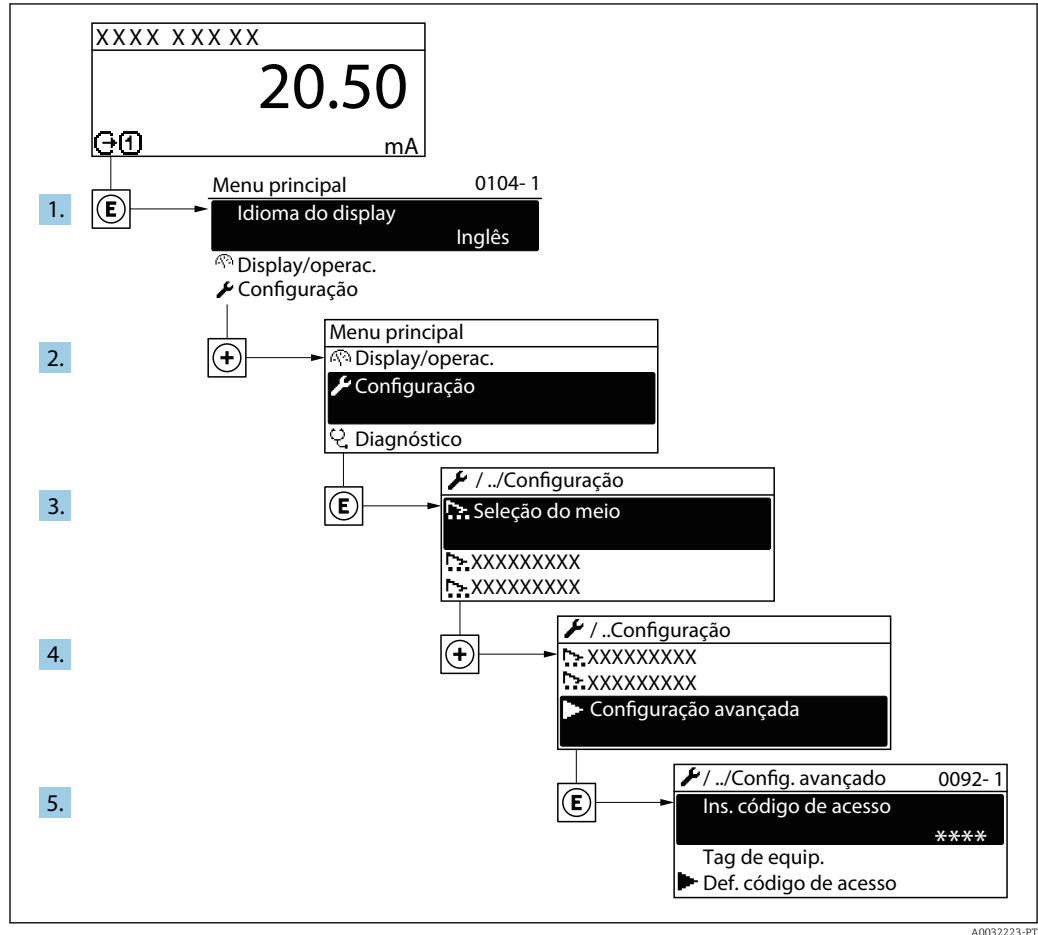 XXXX XXX XX
20.50
1 mA
1. E Menu principal 0104-1
Idioma do display
Inglês
Display/operac.
Configuração
2. + Menu principal
Display/operac.
Configuração
Diagnóstico
3. E / ../Configuração
Seleção do meio
XXXXXXXXX
XXXXXXXXX
4. + / ..Configuração
XXXXXXXXX
XXXXXXXXX
Configuração avançada
5. E / ../Config. avançado 0092-1
Ins. código de acesso
****
Tag de equip.
Def. código de acesso
A0032223-PT